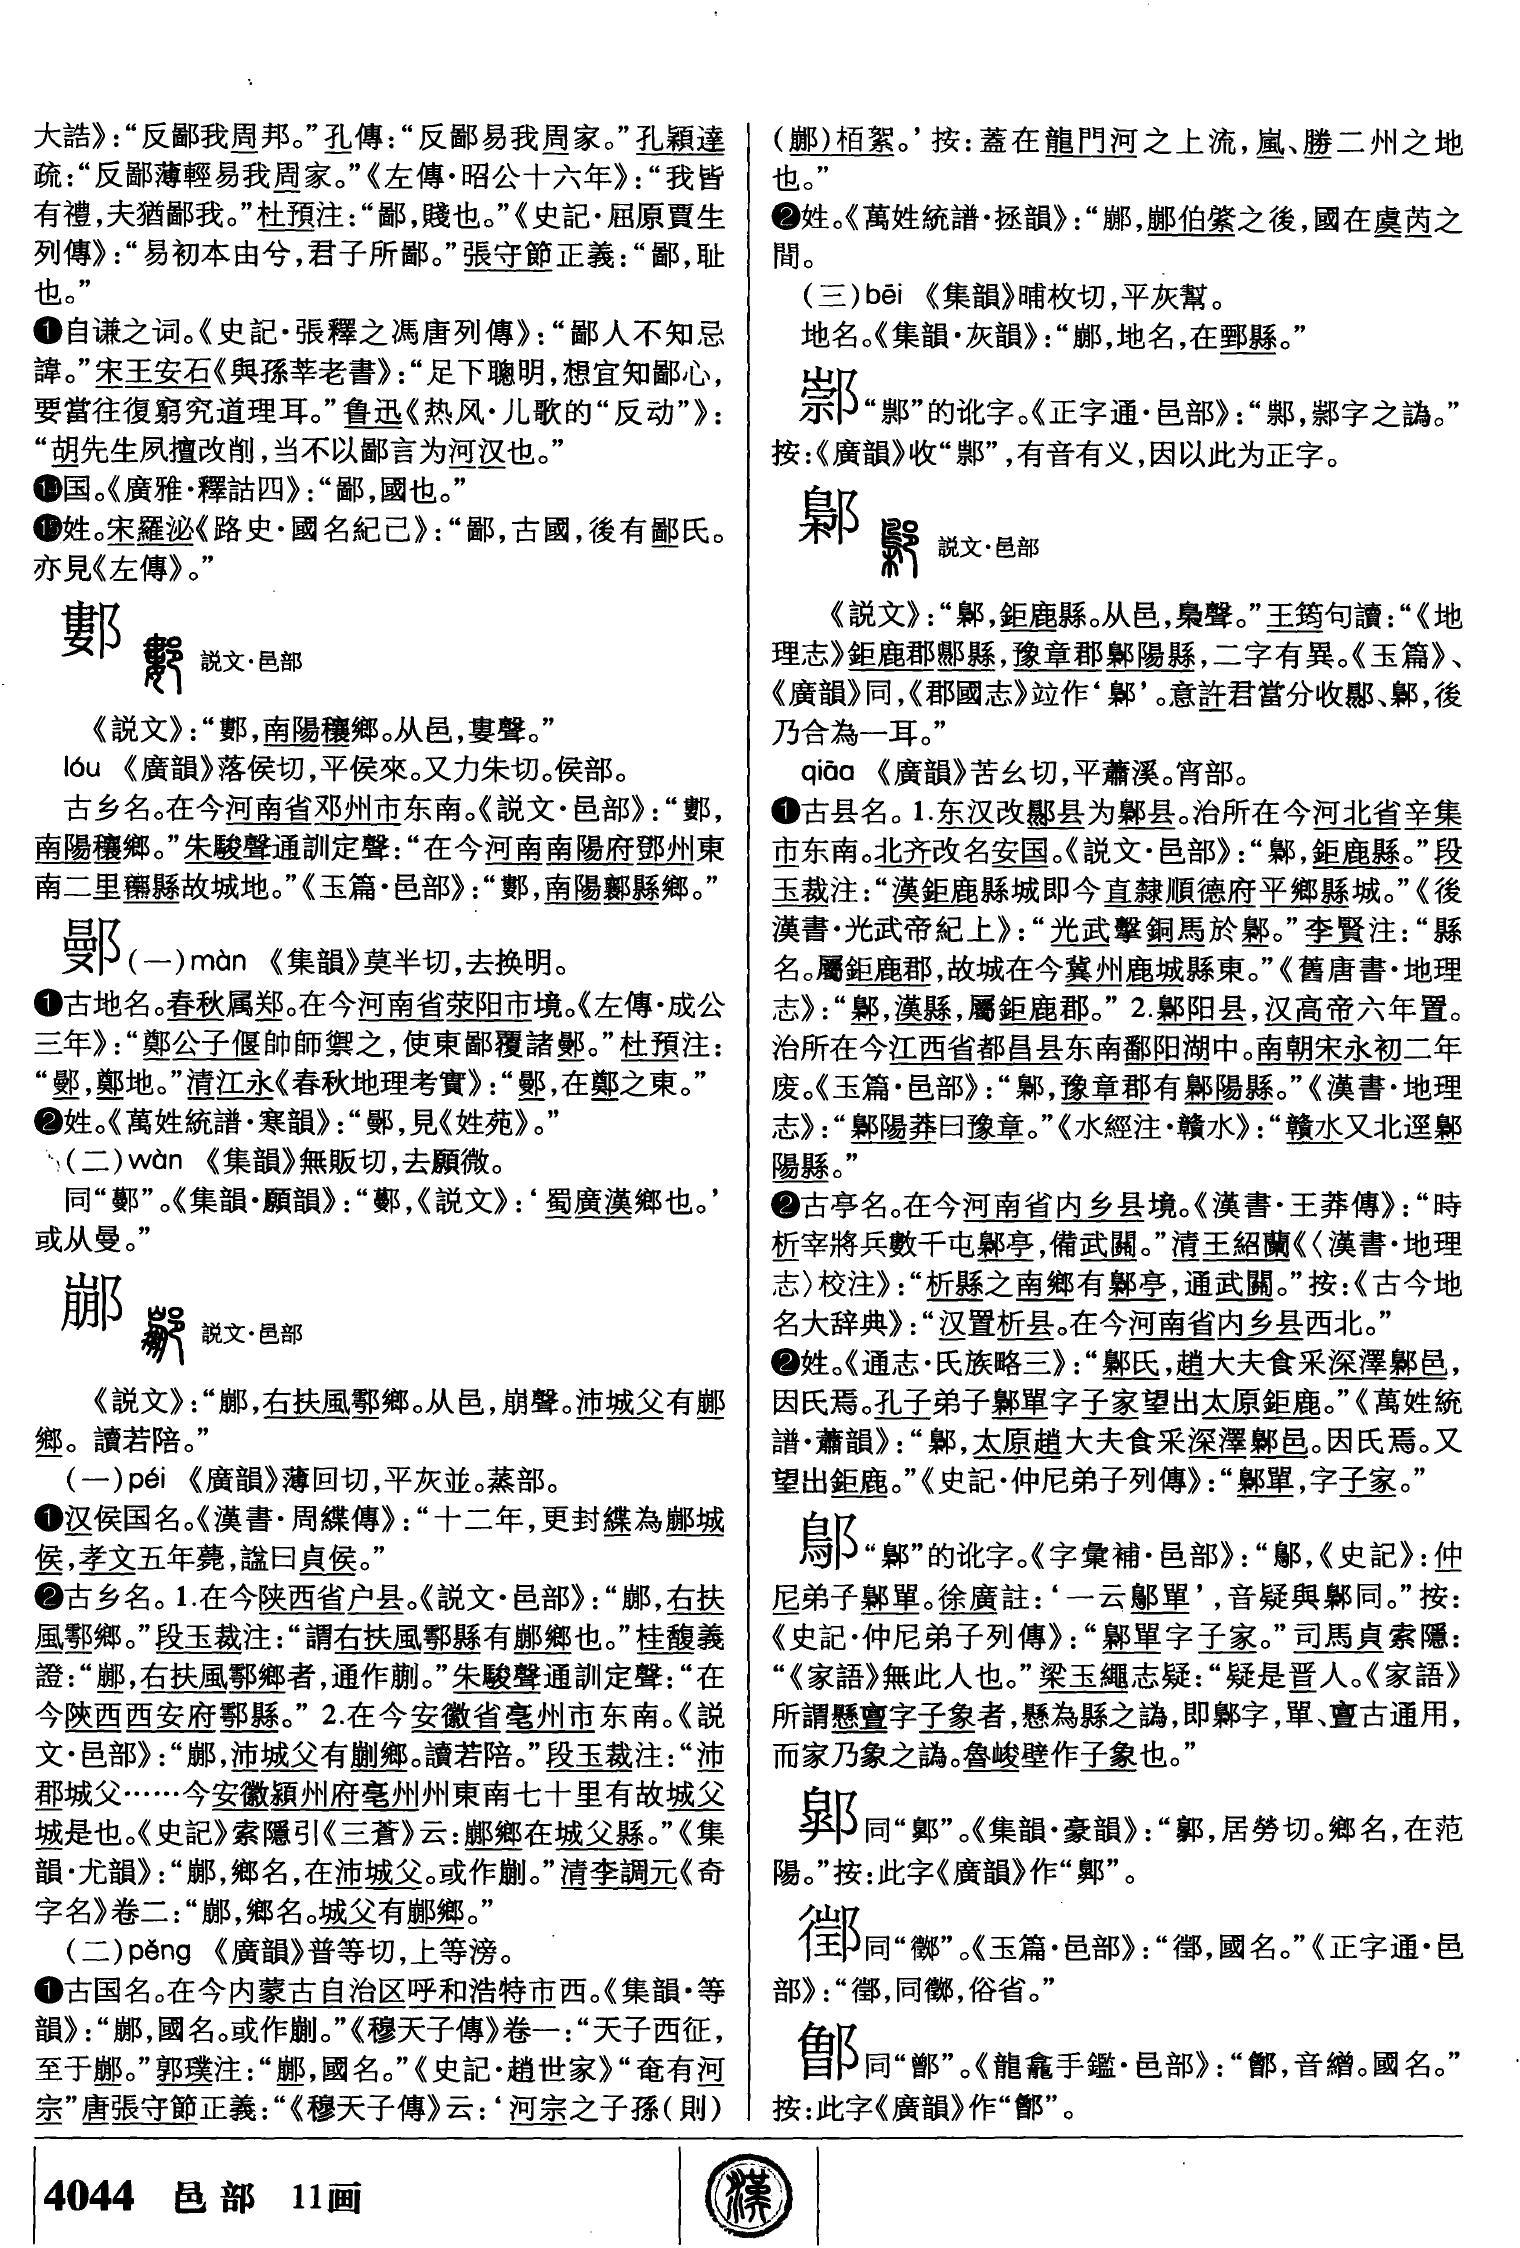 大誥》：“反鄙我周邦。”孔傳：“反鄙易我周家。”孔穎達
疏：“反鄙薄輕易我周家。”《左傳·昭公十六年》：“我皆
有禮，夫猶鄙我。”杜預注：“鄙，賤也。”《史記·屈原賈生
列傳》：“易初本由兮，君子所鄙。”張守節正義：“鄙，耻
也。”
❶自谦之词。《史記·張釋之馮唐列傳》：“鄙人不知忌
諱。”宋王安石《與孫莘老書》：“足下聰明，想宜知鄙心，
要當往復窮究道理耳。”鲁迅《热风·儿歌的“反动”》：
“胡先生夙擅改削，当不以鄙言为河汉也。”
⓮国。《廣雅·釋詁四》：“鄙，國也。”
⓯姓。宋羅泌《路史·國名紀己》：“鄙，古國，後有鄙氏。
亦見《左傳》。”
鄻 説文·邑部
《説文》：“，南陽穰鄉。从邑，婁聲。”
lóu 《廣韻》落侯切，平侯來。又力朱切。侯部。
古乡名。在今河南省邓州市东南。《説文·邑部》：“，
南陽穰鄉。”朱駿聲通訓定聲：“在今河南南陽府鄧州東
南二里縣故城地。”《玉篇·邑部》：“，南陽縣鄉。”
鄤(一)màn 《集韻》莫半切，去换明。
❶古地名。春秋属郑。在今河南省荥阳市境。《左傳·成公
三年》：“鄭公子偃帥師禦之，使東鄙覆諸鄤。”杜預注：
“鄤，鄭地。”清江永《春秋地理考實》：“鄤，在鄭之東。”
❷姓。《萬姓統譜·寒韻》：“鄤，見《姓苑》。”
(二)wàn 《集韻》無販切，去願微。
同“”。《集韻·願韻》：“，《説文》：‘蜀廣漢鄉也。’
或从曼。”
䣙 説文·邑部
《説文》：“䣙，右扶風鄠鄉。从邑，崩聲。沛城父有䣙
鄉。讀若陪。”
(一)péi 《廣韻》薄回切，平灰並。蒸部。
❶汉侯国名。《漢書·周緤傳》：“十二年，更封緤為䣙城
侯，孝文五年薨，諡曰貞侯。”
❷古乡名。1.在今陕西省户县。《説文·邑部》：“䣙，右扶
風鄠鄉。”段玉裁注：“謂右扶風鄠縣有䣙鄉也。”桂馥義
證：“䣙，右扶風鄠鄉者，通作蒯。”朱駿聲通訓定聲：“在
今陝西西安府鄠縣。” 2.在今安徽省亳州市东南。《説
文·邑部》：“䣙，沛城父有䣙鄉。讀若陪。”段玉裁注：“沛
郡城父……今安徽潁州府亳州州東南七十里有故城父
城是也。《史記》索隱引《三蒼》云：䣙鄉在城父縣。”《集
韻·尤韻》：“䣙，鄉名，在沛城父。或作。”清李調元《奇
字名》卷二：“䣙，鄉名。城父有䣙鄉。”
(二)pěng 《廣韻》普等切，上等滂。
❶古国名。在今内蒙古自治区呼和浩特市西。《集韻·等
韻》：“䣙，國名。或作。”《穆天子傳》卷一：“天子西征，
至于䣙。”郭璞注：“䣙，國名。”《史記·趙世家》“奄有河
宗”唐張守節正義：“《穆天子傳》云：‘河宗之子孫(則)
(䣙)栢絮。’按：蓋在龍門河之上流，嵐、勝二州之地
也。”
❷姓。《萬姓統譜·拯韻》：“䣙，䣙伯綮之後，國在虞芮之
間。
(三)bēi 《集韻》晡枚切，平灰幫。
地名。《集韻·灰韻》：“䣙，地名，在鄄縣。”
“”的讹字。《正字通·邑部》：“，字之譌。”
按：《廣韻》收“”，有音有义，因以此为正字。
鄡 説文·邑部
《説文》：“鄡，鉅鹿縣。从邑，梟聲。”王筠句讀：“《地
理志》鉅鹿郡縣，豫章郡鄡陽縣，二字有異。《玉篇》、
《廣韻》同，《郡國志》竝作‘鄡’。意許君當分收、鄡，後
乃合為一耳。”
qiāo 《廣韻》苦幺切，平蕭溪。宵部。
❶古县名。1.东汉改县为鄡县。治所在今河北省辛集
市东南。北齐改名安国。《説文·邑部》：“鄡，鉅鹿縣。”段
玉裁注：“漢鉅鹿縣城即今直隸順德府平鄉縣城。”《後
漢書·光武帝紀上》：“光武擊銅馬於鄡。”李賢注：“縣
名。屬鉅鹿郡，故城在今冀州鹿城縣東。”《舊唐書·地理
志》：“鄡，漢縣，屬鉅鹿郡。” 2.鄡阳县，汉高帝六年置。
治所在今江西省都昌县东南鄱阳湖中。南朝宋永初二年
废。《玉篇·邑部》：“鄡，豫章郡有鄡陽縣。”《漢書·地理
志》：“鄡陽莽曰豫章。”《水經注·贛水》：“贛水又北逕鄡
陽縣。”
❷古亭名。在今河南省内乡县境。《漢書·王莽傳》：“時
析宰將兵數千屯鄡亭，備武關。”清王紹蘭《〈漢書·地理
志〉校注》：“析縣之南鄉有鄡亭，通武關。”按：《古今地
名大辞典》：“汉置析县。在今河南省内乡县西北。”
❷姓。《通志·氏族略三》：“鄡氏，趙大夫食采深澤鄡邑，
因氏焉。孔子弟子鄡單字子家望出太原鉅鹿。”《萬姓統
譜·蕭韻》：“鄡，太原趙大夫食采深澤鄡邑。因氏焉。又
望出鉅鹿。”《史記·仲尼弟子列傳》：“鄡單，字子家。”
鄥“鄡”的讹字。《字彙補·邑部》：“鄥，《史記》：仲
尼弟子鄡單。徐廣註：‘一云鄥單’，音疑與鄡同。”按：
《史記·仲尼弟子列傳》：“鄡單字子家。”司馬貞索隱：
“《家語》無此人也。”梁玉繩志疑：“疑是晋人。《家語》
所謂懸亶字子象者，懸為縣之譌，即鄡字，單、亶古通用，
而家乃象之譌。魯峻壁作子象也。”
同“”。《集韻·豪韻》：“，居勞切。鄉名，在范
陽。”按：此字《廣韻》作“”。
同“”。《玉篇·邑部》：“，國名。”《正字通·邑
部》：“，同，俗省。”
同“鄫”。《龍龕手鑑·邑部》：“，音繒。國名。”
按：此字《廣韻》作“鄫”。
4044 邑部 11画
漢